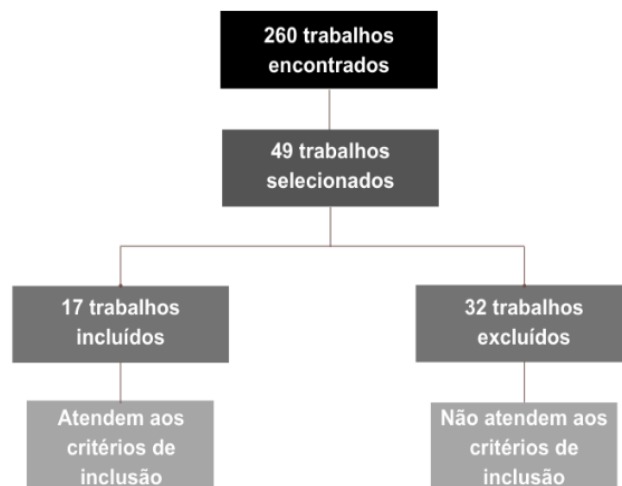 260 trabalhos
encontrados
49 trabalhos
selecionados
17 trabalhos
incluídos
32 trabalhos
excluídos
Atendem aos
critérios de
inclusão
Não atendem aos
critérios de
inclusão